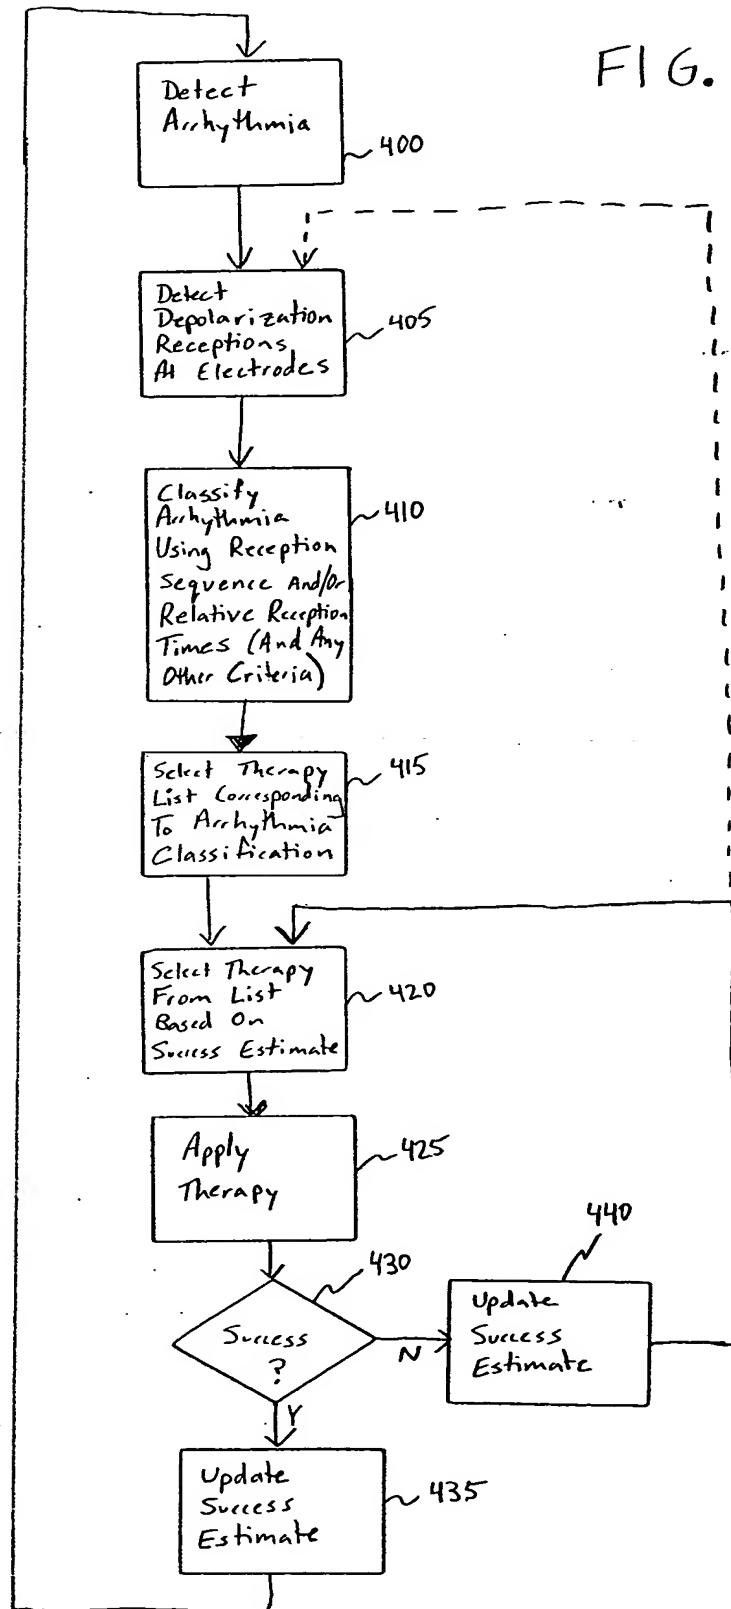 FIG.
Detect
Arrhythmia
400
Detect
Depolarization
Receptions
At Electrodes
405
Classify
Arrhythmia
Using Reception
Sequence And/Or
Relative Reception
Times (And Any
Other Criteria)
410
Select Therapy
List Corresponding
To Arrhythmia
Classification
415
Select Therapy
From List
Based On
Success Estimate
420
Apply
Therapy
425
430
Success
?
N
Y
440
Update
Success
Estimate
Update
Success
Estimate
435